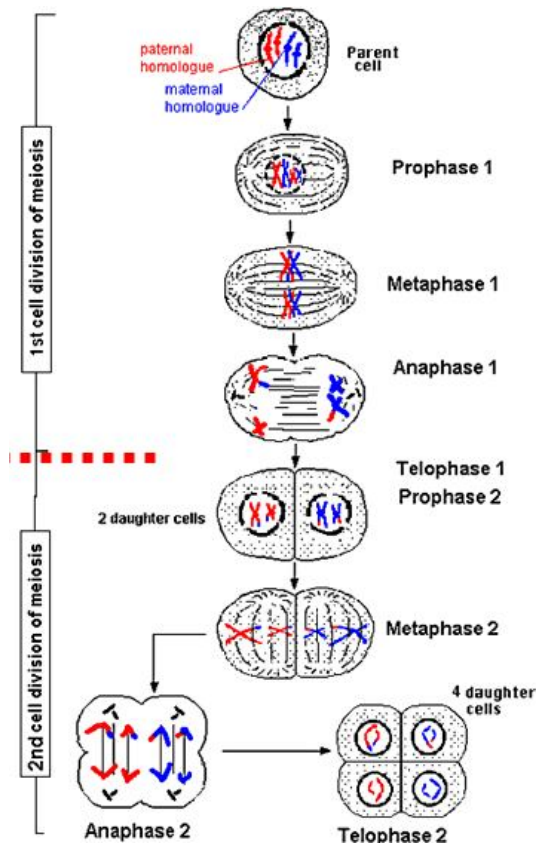 paternal
homologue
maternal
homologue
Parent
cell
Prophase 1
Metaphase 1
Anaphase 1
1st cell division of meiosis
Telophase 1
Prophase 2
2 daughter cells
Metaphase 2
2nd cell division of meiosis
4 daughter
cells
Anaphase 2
Telophase 2